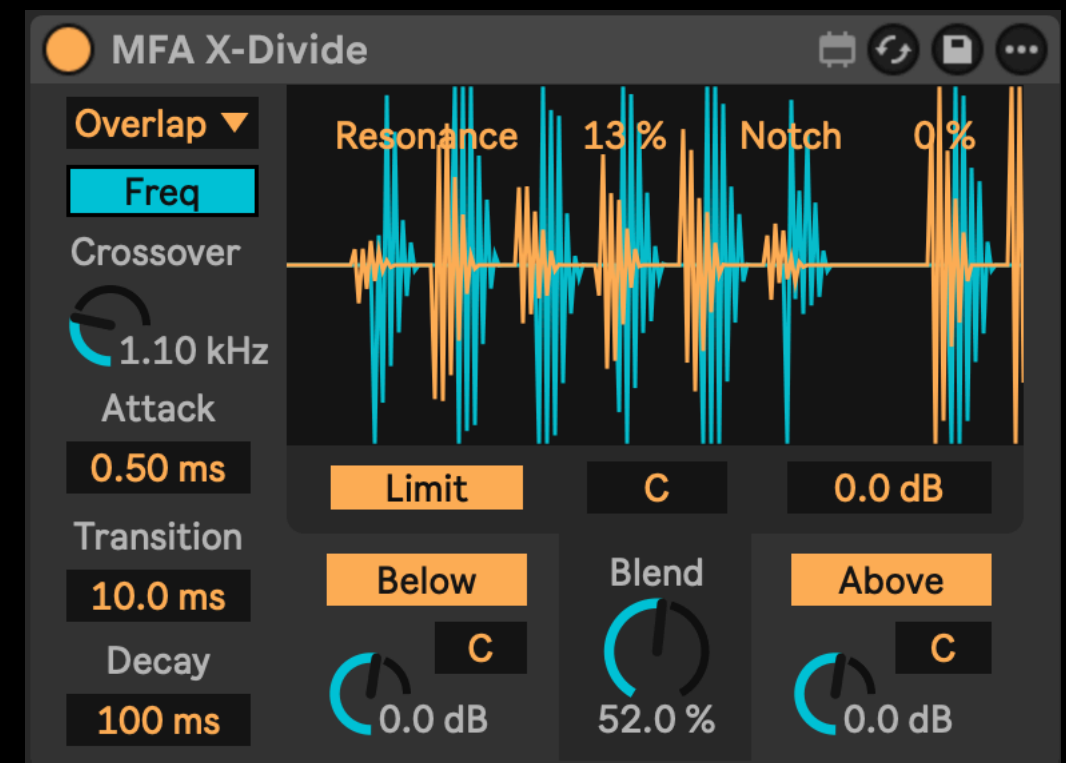 MFA X-Divide
Overlap
Resonance 13 % Notch 0 %
Freq
Crossover
1.10 kHz
Attack
0.50 ms
Limit C 0.0 dB
Transition
10.0 ms
Below Blend Above
C C
Decay
100 ms
0.0 dB 52.0 % 0.0 dB